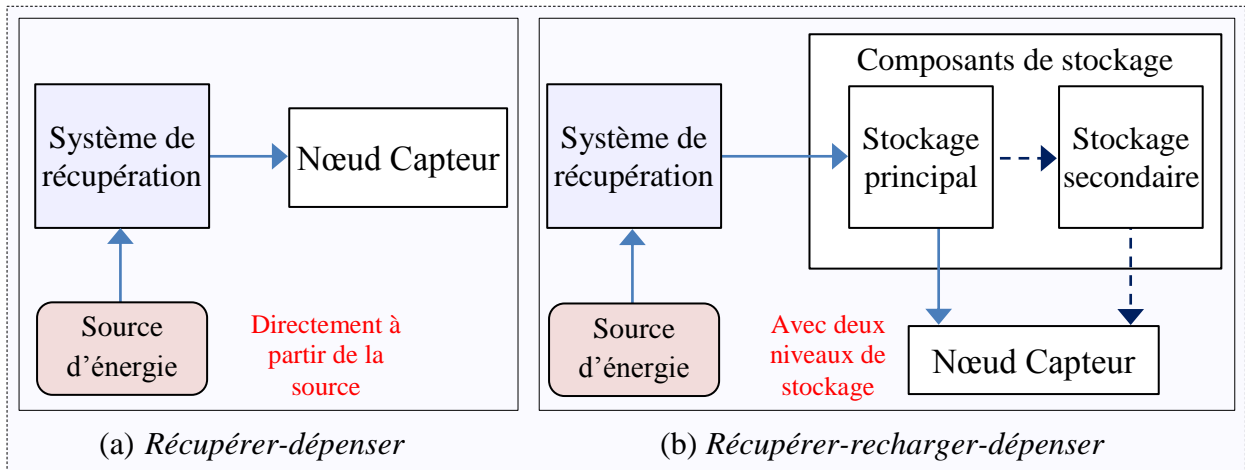 Système de
récupération
Nœud Capteur
Source
d’énergie
Directement à
partir de la
source
(a) Récupérer-dépenser
Composants de stockage
Système de
récupération
Stockage
principal
Stockage
secondaire
Source
d’énergie
Avec deux
niveaux de
stockage
Nœud Capteur
(b) Récupérer-recharger-dépenser